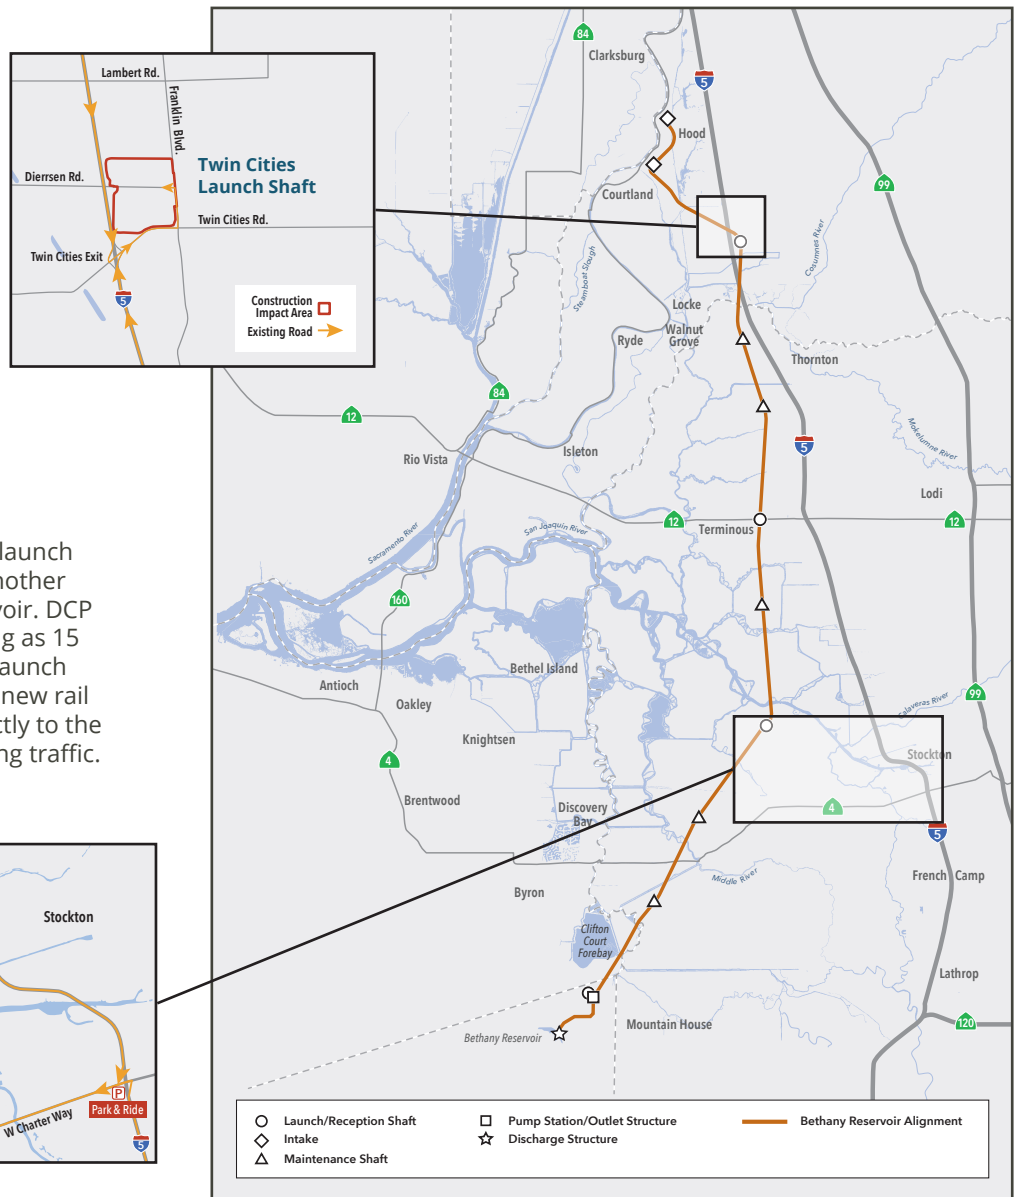 Lambert Rd.
Franklin Blvd.
Twin Cities
Launch Shaft
Dierrsen Rd.
Twin Cities Rd.
Twin Cities Exit
5
Construction
Impact Area
Existing Road
launch
nother
voir. DCP
g as 15
aunch
new rail
ctly to the
ng traffic.
Stockton
P
Park & Ride
W Charter Way
5
84
Clarksburg
5
Hood
99
Courtland
Cosumnes River
Steamboat Slough
Locke
Walnut
Grove
Ryde
Thornton
84
12
Mokelumne River
5
Isleton
Rio Vista
Lodi
12
12
Terminous
Sacramento River
San Joaquin River
160
Bethel Island
Antioch
Oakley
99
Calaveras River
Knightsen
Stockton
4
Brentwood
Discovery
Bay
4
5
Middle River
French Camp
Byron
Clifton
Court
Forebay
Lathrop
120
Mountain House
Bethany Reservoir
Launch/Reception Shaft
Intake
Maintenance Shaft
Pump Station/Outlet Structure
Discharge Structure
Bethany Reservoir Alignment